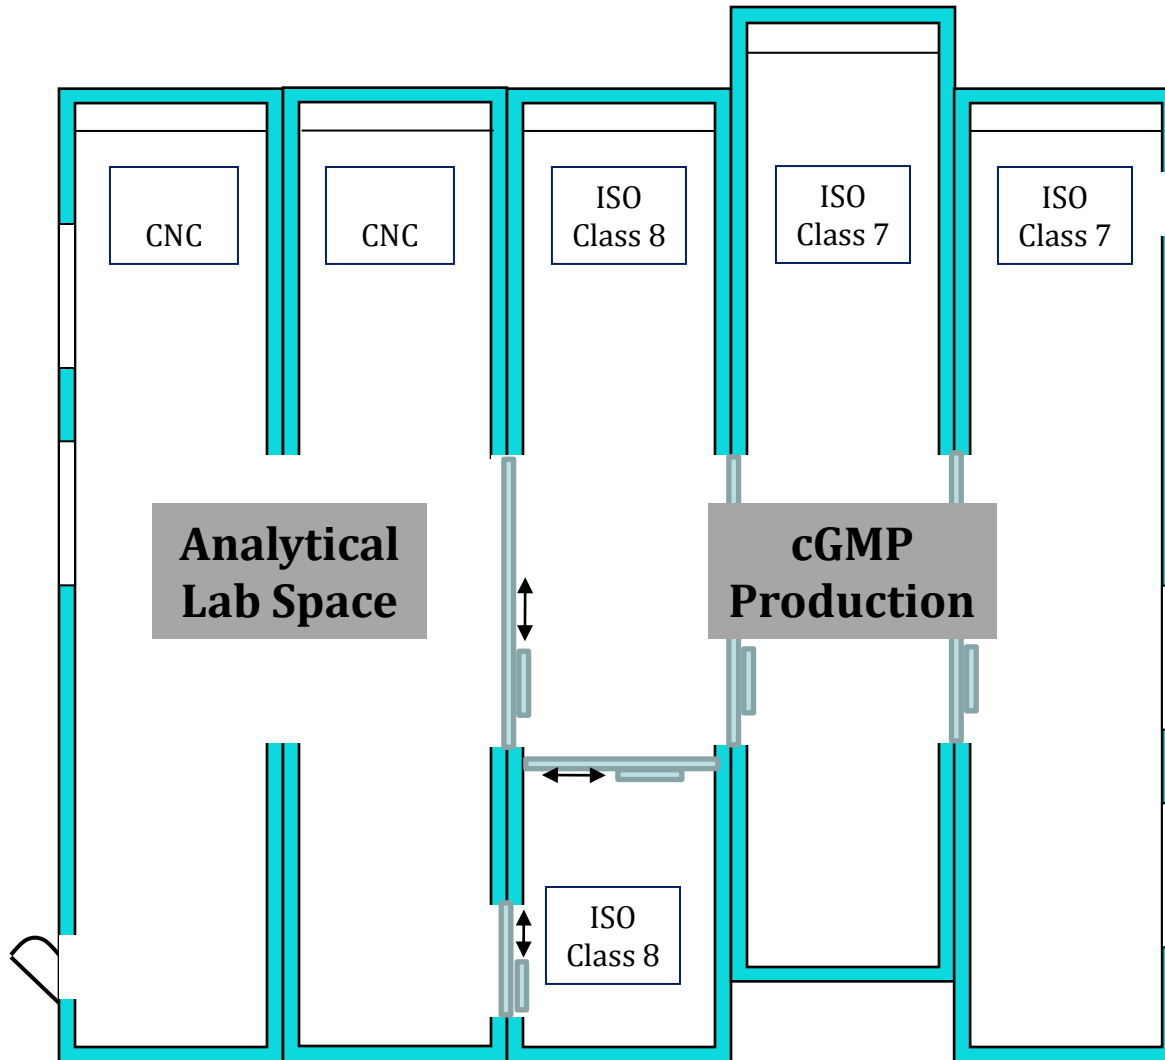 CNC
CNC
ISO
Class 8
ISO
Class 7
ISO
Class 7
Analytical
Lab Space
cGMP
Production
ISO
Class 8